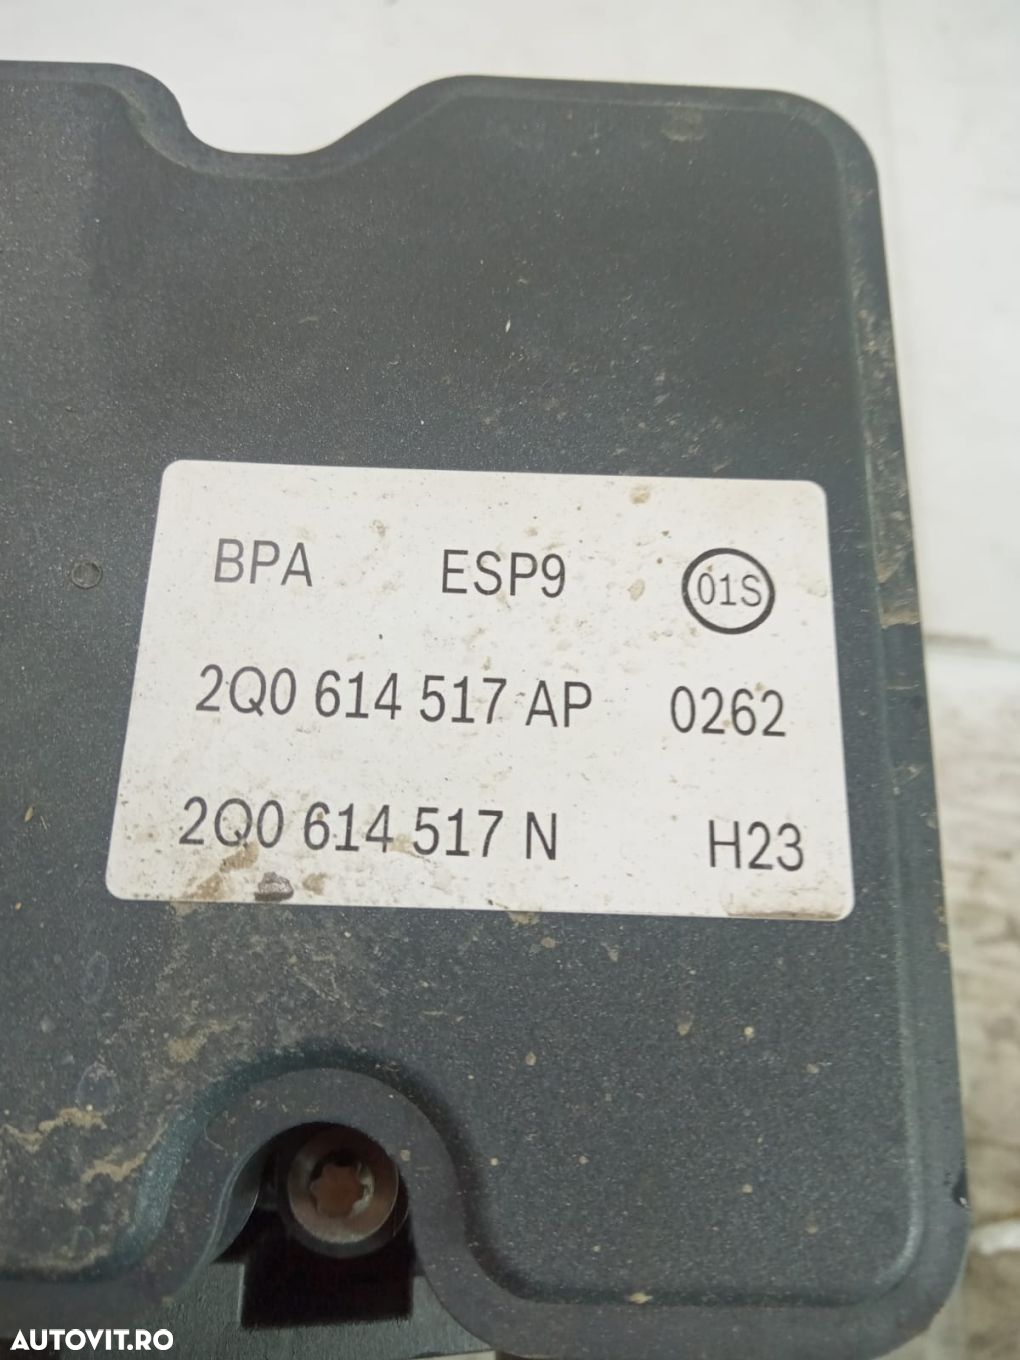 BPA ESP9 01S
2Q0 614 517 AP 0262
2Q0 614 517 N H23
AUTOVIT.RO